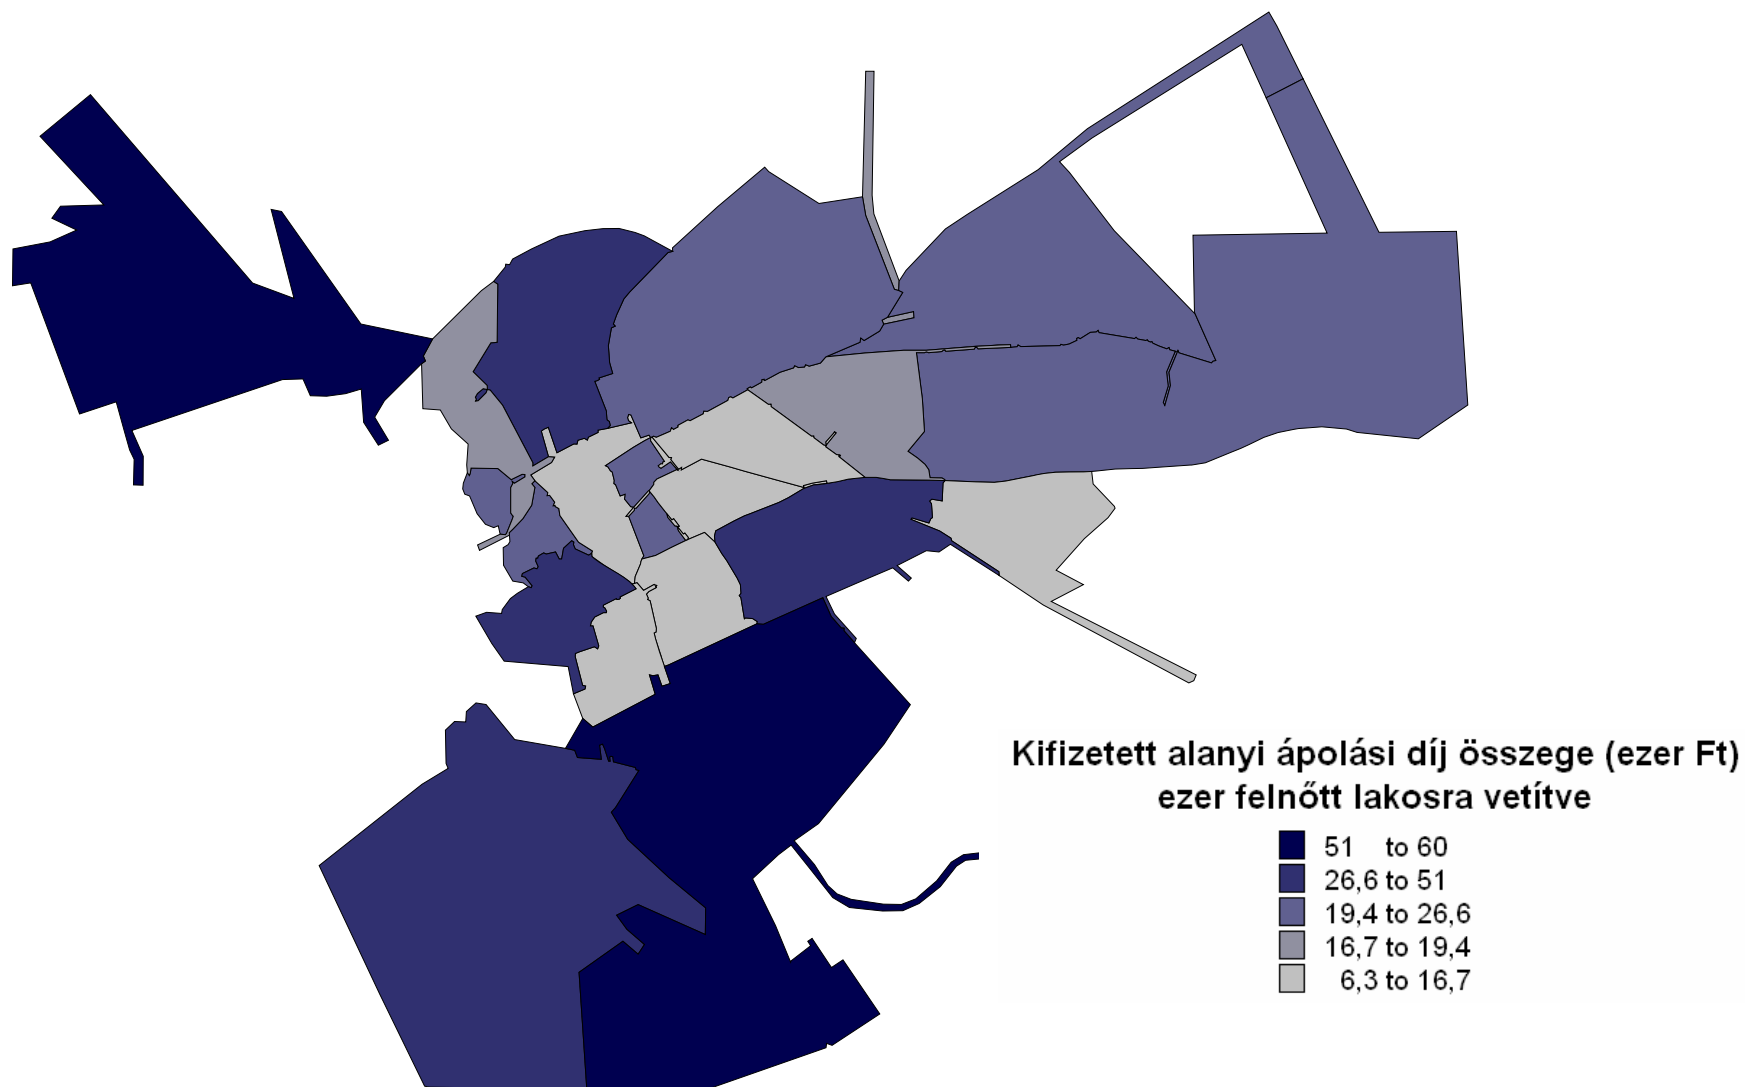 Kifizetett alanyi ápolási díj összege (ezer Ft)
ezer felnőtt lakosra vetítve
51 to 60
26,6 to 51
19,4 to 26,6
16,7 to 19,4
6,3 to 16,7